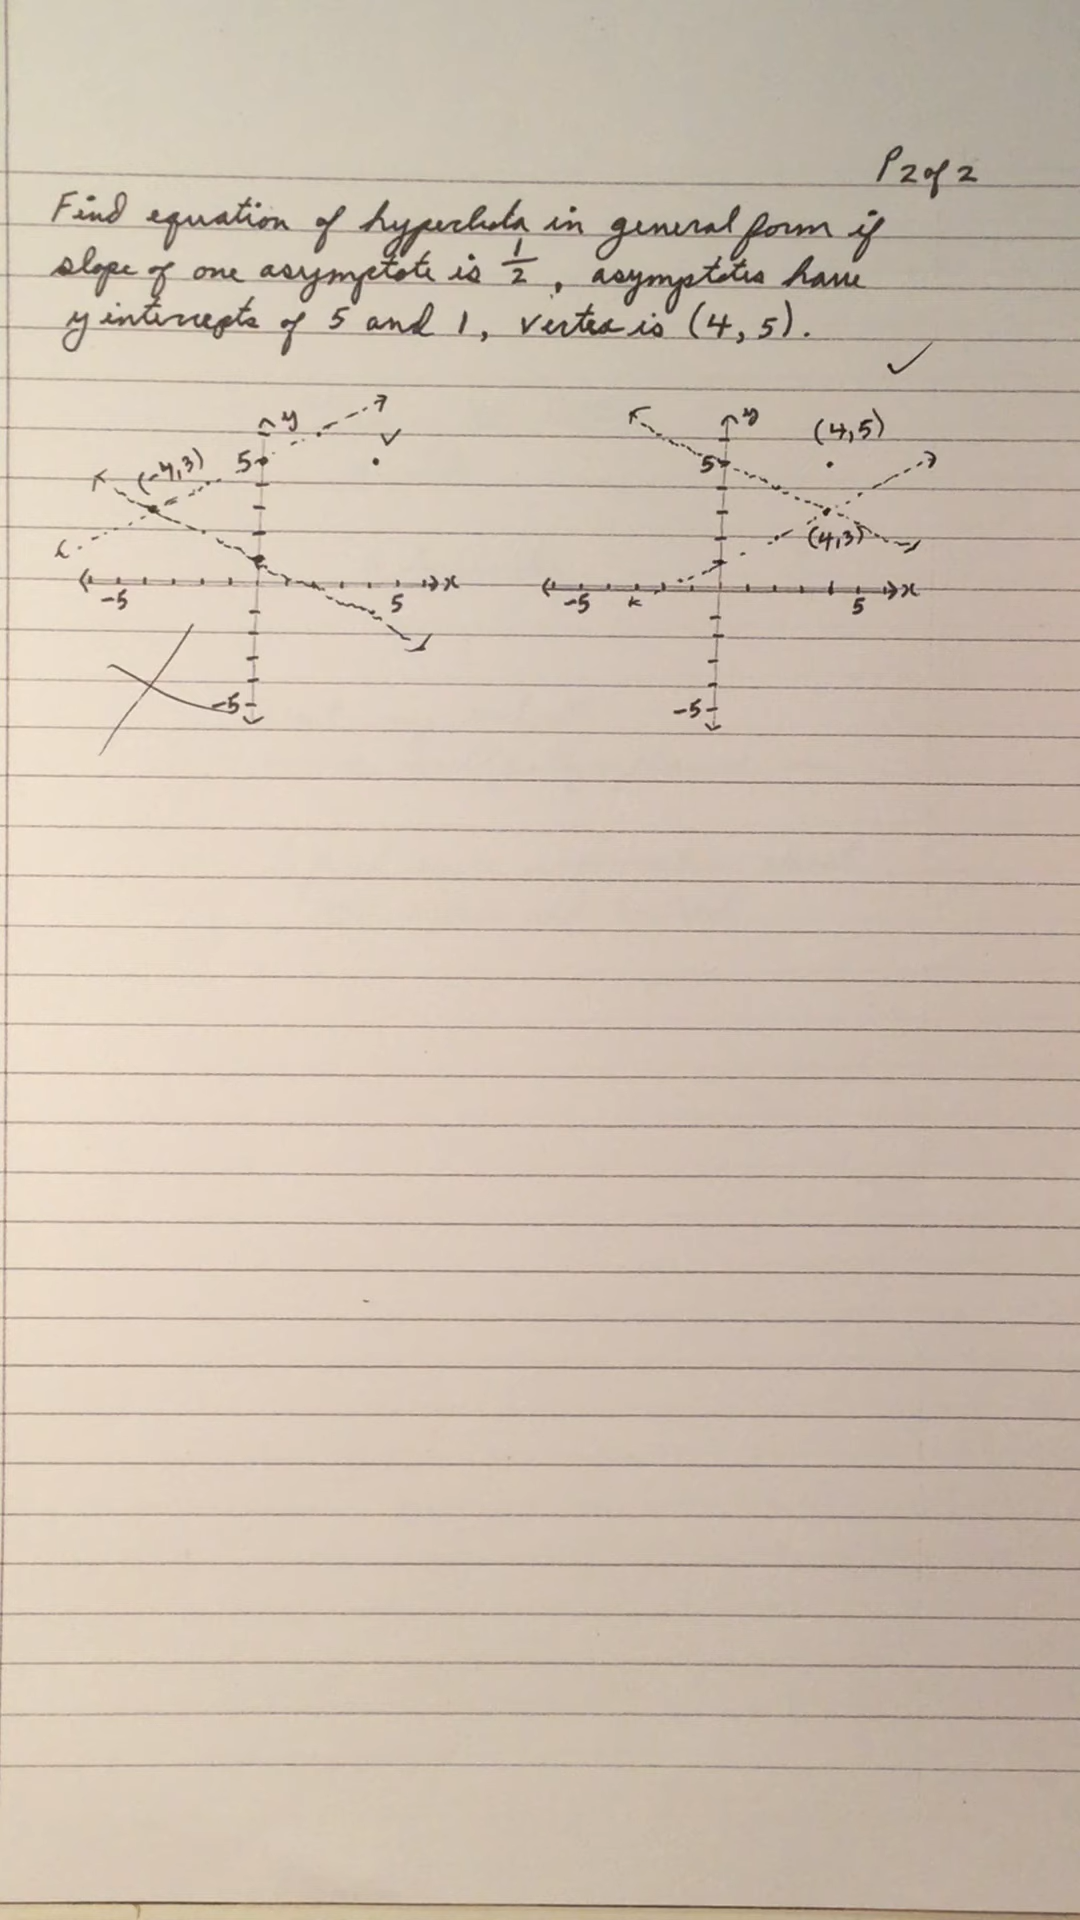 P2 of 2
Find equation of hyperbola in general form if
slope of one asymptote is 1/2, asymptotes have
y intercepts of 5 and 1, vertex is (4, 5).
y
(-4,3)
5
V
x
-5
5
-5
y
(4,5)
5
(4,3)
x
-5
5
-5